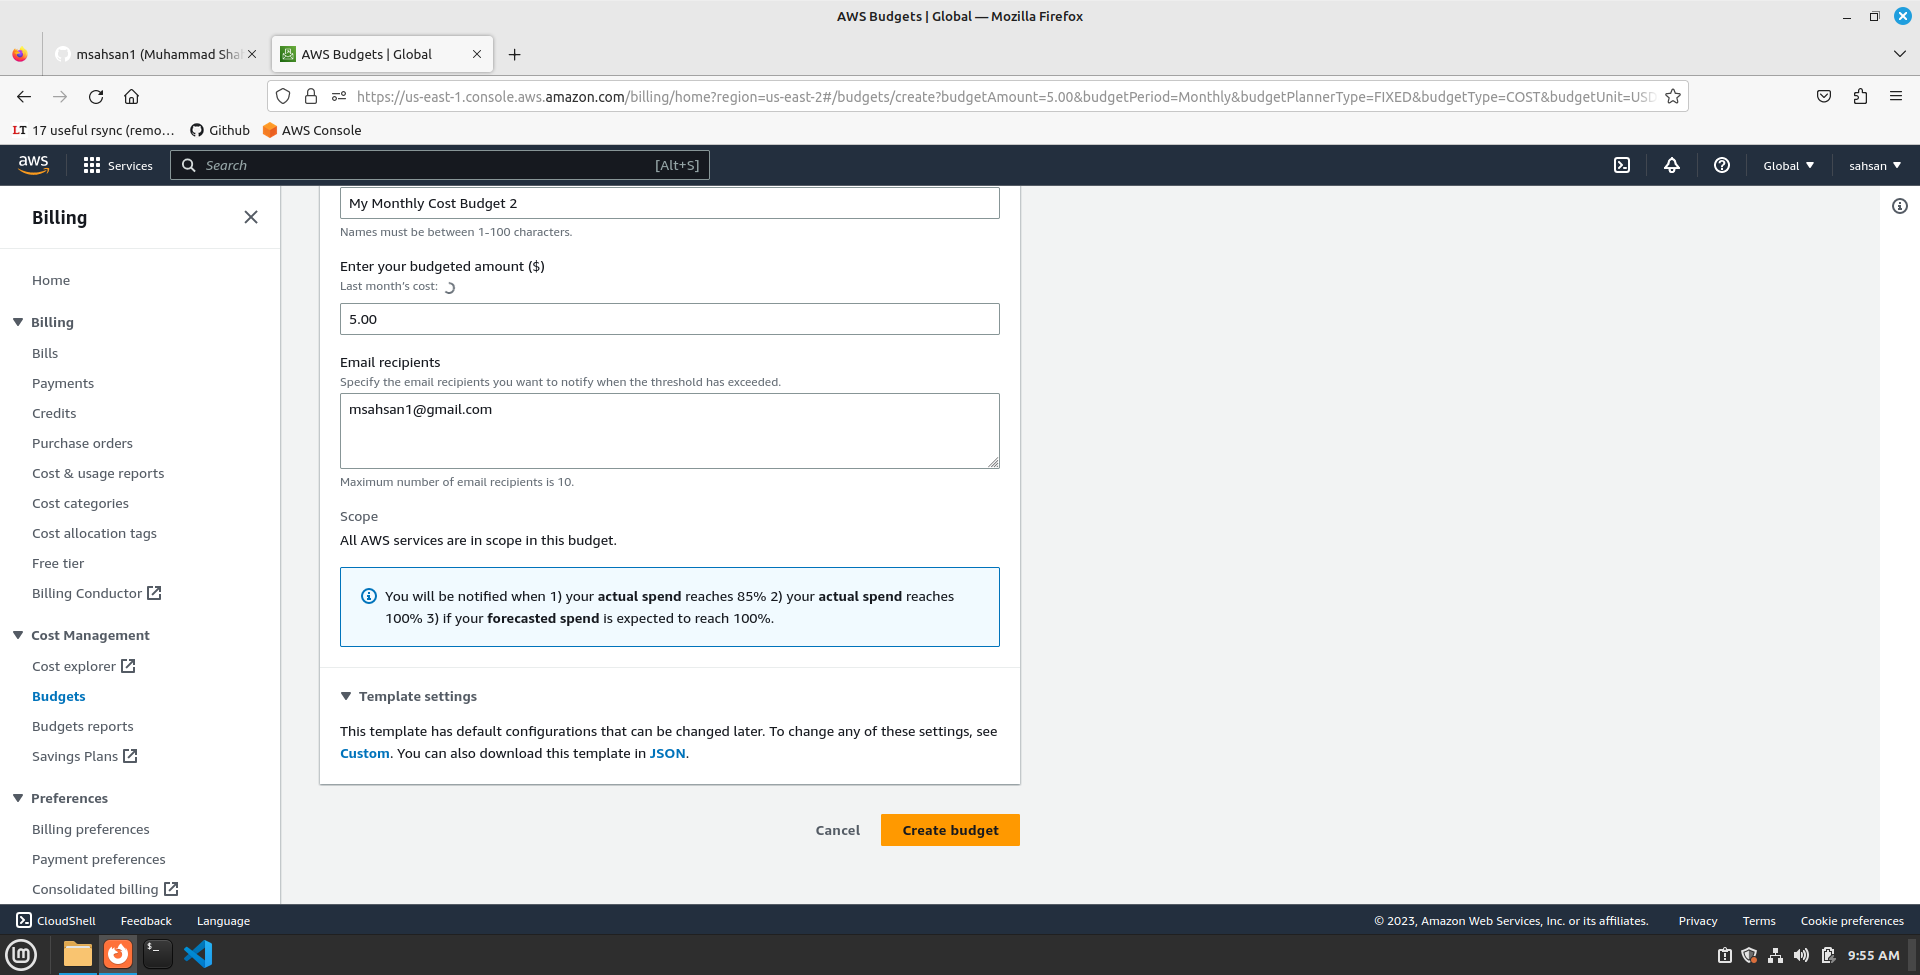 AWS Budgets | Global — Mozilla Firefox
msahsan1 (Muhammad Sha
AWS Budgets | Global
https://us-east-1.console.aws.amazon.com/billing/home?region=us-east-2#/budgets/create?budgetAmount=5.00&budgetPeriod=Monthly&budgetPlannerType=FIXED&budgetType=COST&budgetUnit=USD
LT 17 useful rsync (remo…
Github
AWS Console
aws
Services
Search
[Alt+S]
Global
sahsan
Billing
Home
Billing
Bills
Payments
Credits
Purchase orders
Cost & usage reports
Cost categories
Cost allocation tags
Free tier
Billing Conductor
Cost Management
Cost explorer
Budgets
Budgets reports
Savings Plans
Preferences
Billing preferences
Payment preferences
Consolidated billing
My Monthly Cost Budget 2
Names must be between 1-100 characters.
Enter your budgeted amount ($)
Last month's cost:
5.00
Email recipients
Specify the email recipients you want to notify when the threshold has exceeded.
msahsan1@gmail.com
Maximum number of email recipients is 10.
Scope
All AWS services are in scope in this budget.
You will be notified when 1) your actual spend reaches 85% 2) your actual spend reaches
100% 3) if your forecasted spend is expected to reach 100%.
Template settings
This template has default configurations that can be changed later. To change any of these settings, see
Custom. You can also download this template in JSON.
Cancel
Create budget
CloudShell
Feedback
Language
© 2023, Amazon Web Services, Inc. or its affiliates.
Privacy
Terms
Cookie preferences
lm
9:55 AM